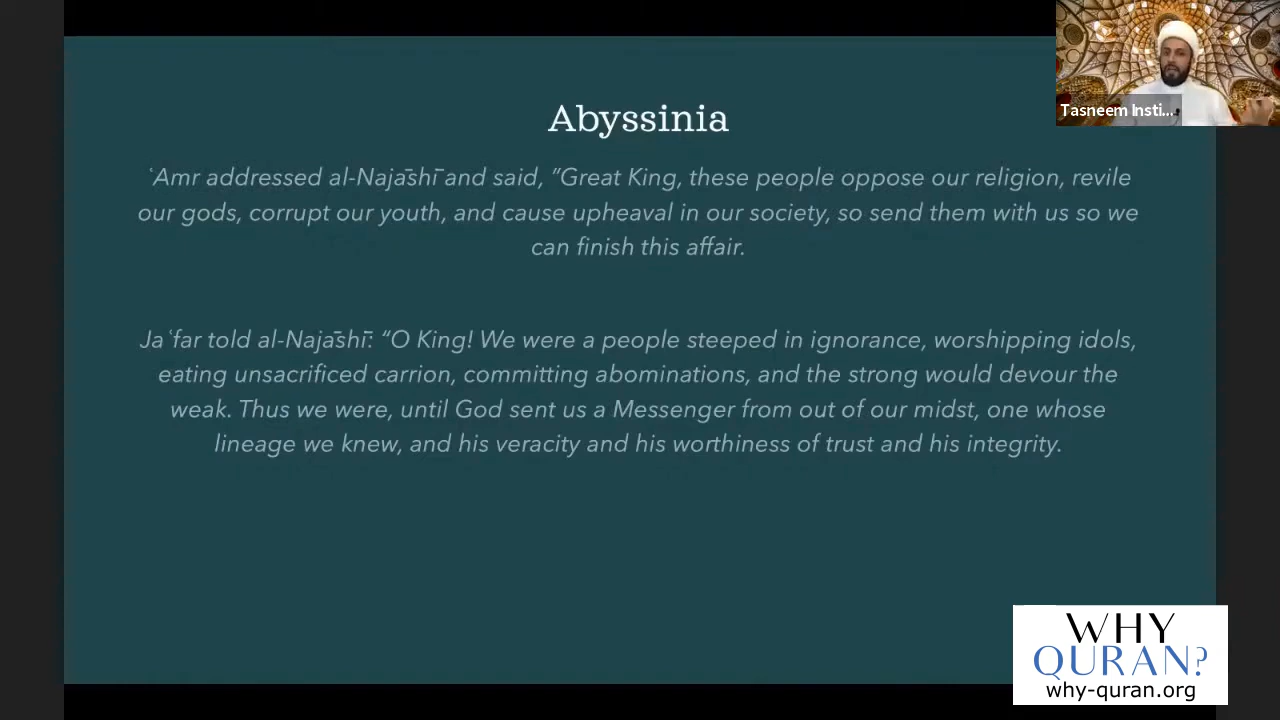 Tasneem Insti...
Abyssinia
ʿAmr addressed al-Najāshī and said, “Great King, these people oppose our religion, revile
our gods, corrupt our youth, and cause upheaval in our society, so send them with us so we
can finish this affair.
Jaʿfar told al-Najāshī: “O King! We were a people steeped in ignorance, worshipping idols,
eating unsacrificed carrion, committing abominations, and the strong would devour the
weak. Thus we were, until God sent us a Messenger from out of our midst, one whose
lineage we knew, and his veracity and his worthiness of trust and his integrity.
WHY
QURAN?
why-quran.org